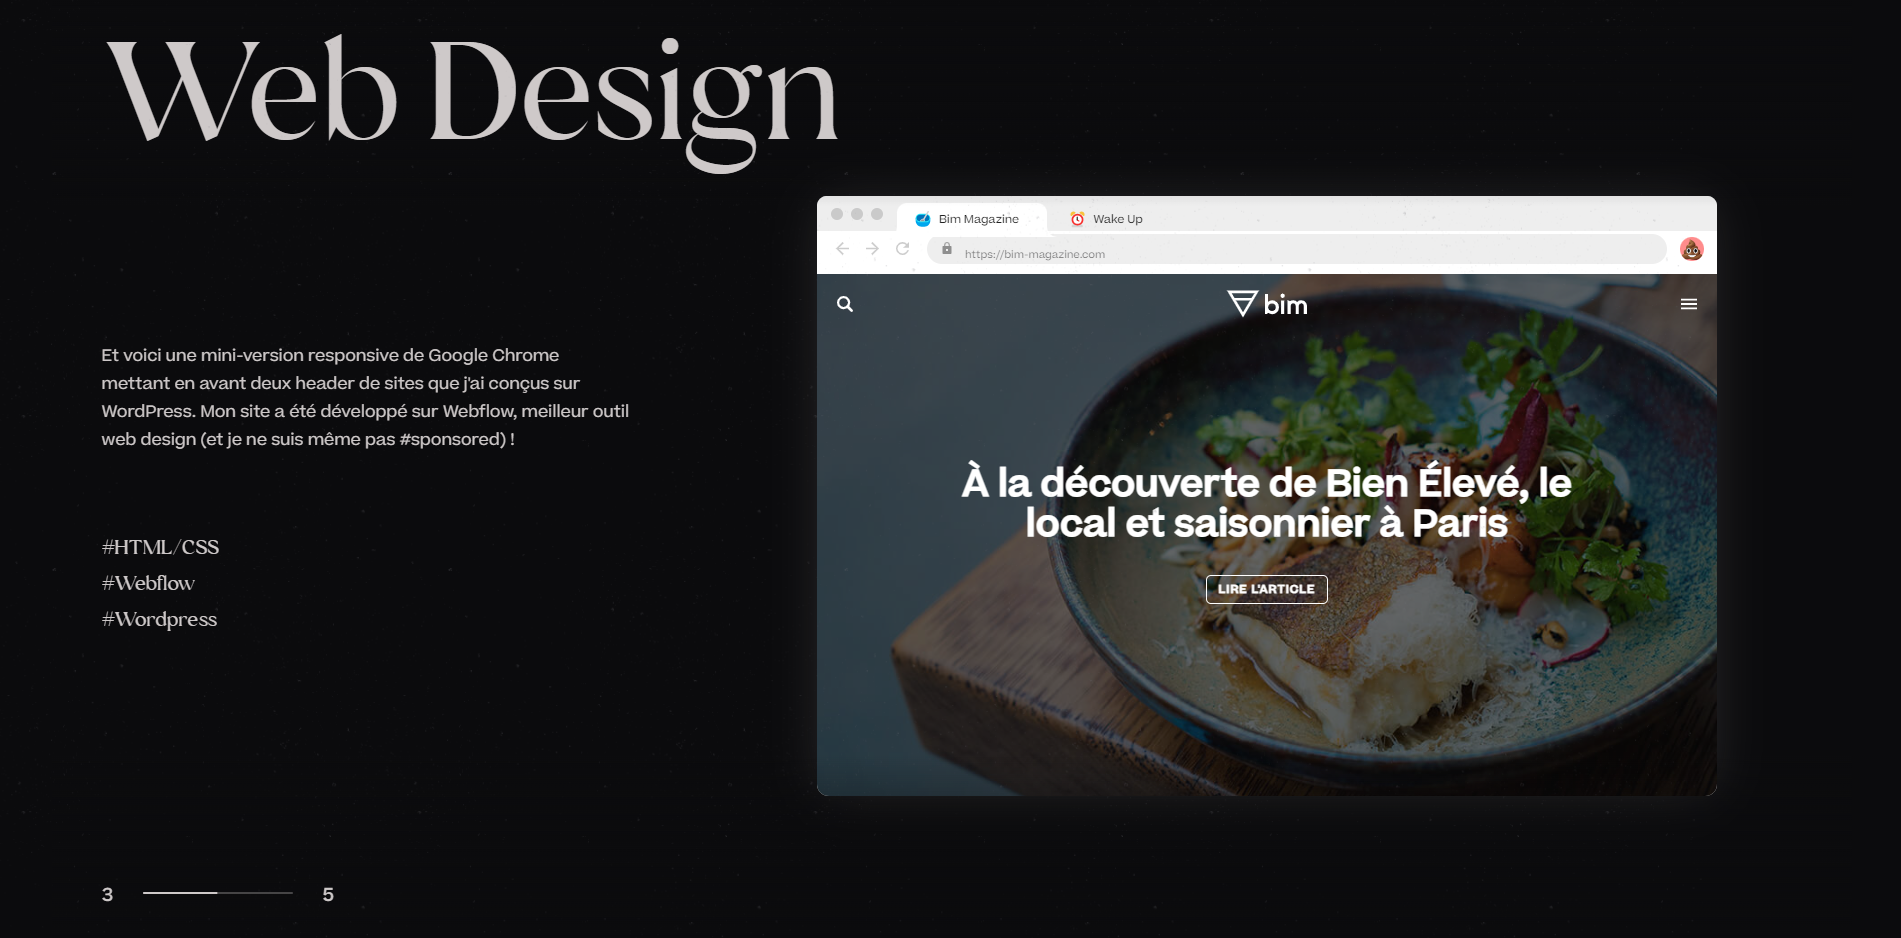 Web Design
Bim Magazine
Wake Up
https://bim-magazine.com
bim
Et voici une mini-version responsive de Google Chrome
mettant en avant deux header de sites que j'ai conçus sur
WordPress. Mon site a été développé sur Webflow, meilleur outil
web design (et je ne suis même pas #sponsored) !
À la découverte de Bien Élevé, le
local et saisonnier à Paris
LIRE L'ARTICLE
#HTML/CSS
#Webflow
#Wordpress
3
5